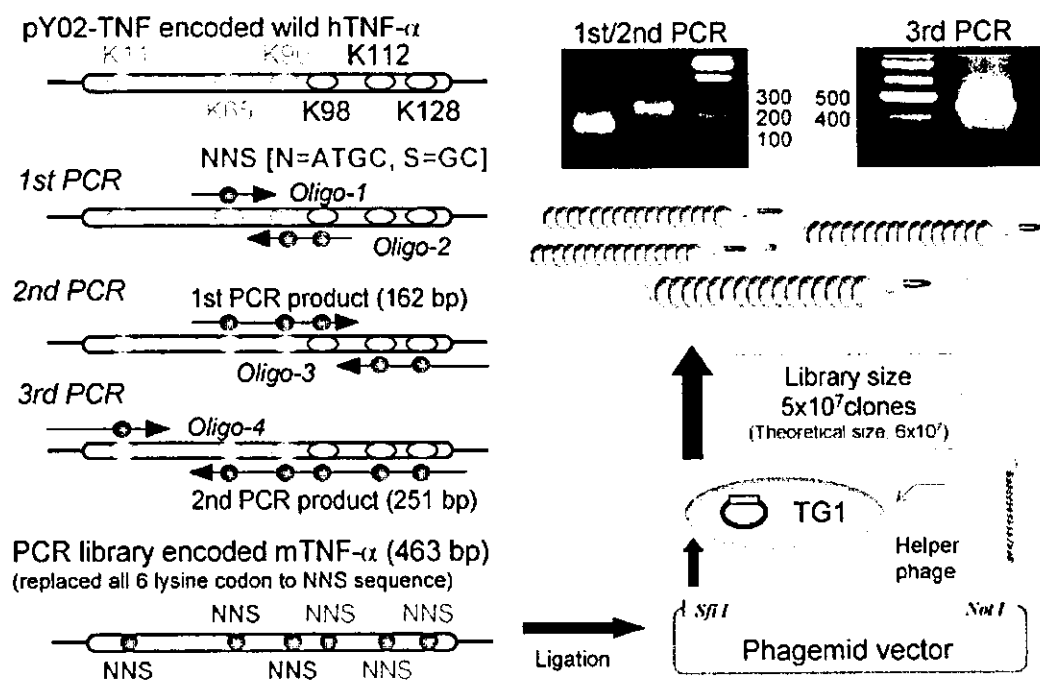 pY02-TNF encoded wild hTNF-α
K11 K90 K112
K65 K98 K128
NNS [N=ATGC, S=GC]
1st PCR
Oligo-1
Oligo-2
2nd PCR
1st PCR product (162 bp)
Oligo-3
3rd PCR
Oligo-4
2nd PCR product (251 bp)
PCR library encoded mTNF-α (463 bp)
(replaced all 6 lysine codon to NNS sequence)
NNS NNS NNS
NNS NNS NNS
Ligation
1st/2nd PCR
300
200
100
3rd PCR
500
400
Library size
5x10⁷clones
(Theoretical size, 6x10⁷)
TG1
Helper
phage
Sfi I
Not I
Phagemid vector